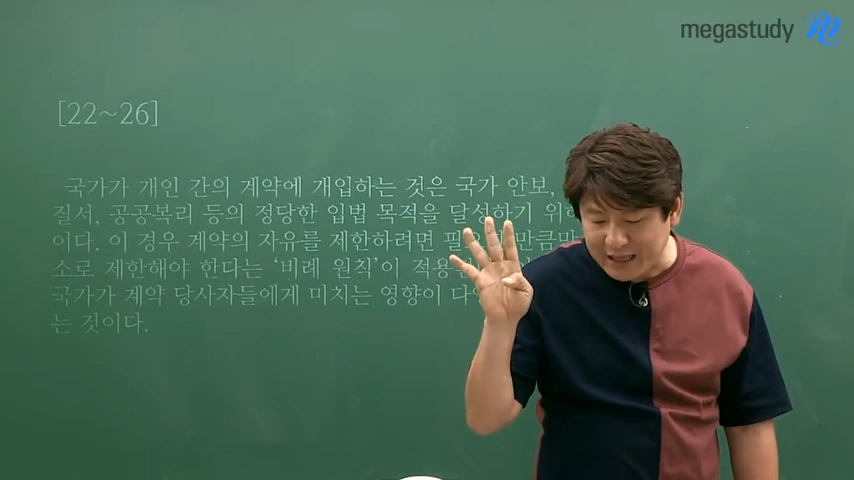 megastudy
[22~26]
국가가 개인 간의 계약에 개입하는 것은 국가 안보,
질서, 공공복리 등의 정당한 입법 목적을 달성하기 위해
이다. 이 경우 계약의 자유를 제한하려면 필요한 만큼만
소로 제한해야 한다는 ‘비례 원칙’이 적용
국가가 계약 당사자들에게 미치는 영향이
는 것이다.